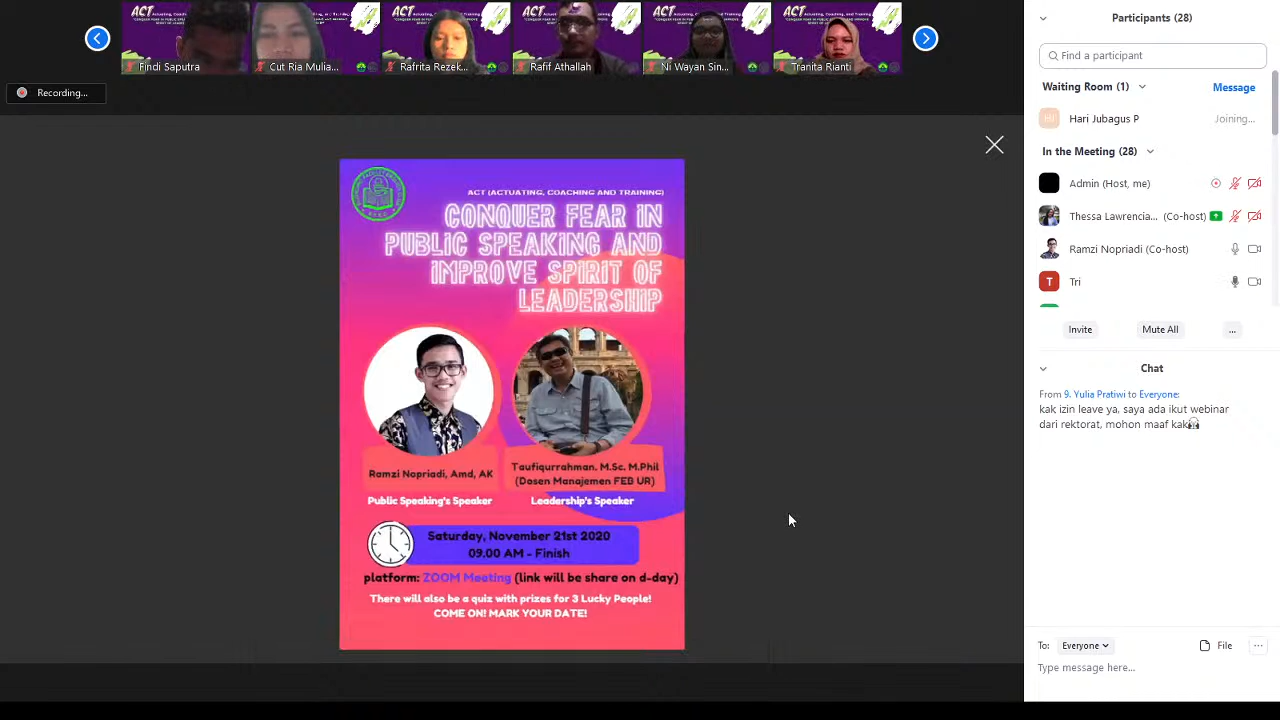 Findi Saputra
Cut Ria Mulia...
Rafif Athallah
Ni Wayan Sin...
Tranita Rianti
Recording...
ACT (ACTUATING, COACHING AND TRAINING)
CONQUER FEAR IN
PUBLIC SPEAKING AND
IMPROVE SPIRIT OF
LEADERSHIP
Ramzi Nopriadi, Amd, AK
Public Speaking's Speaker
Taufiqurrahman. M.Sc. M.Phil
(Dosen Manajemen FEB UR)
Leadership's Speaker
Saturday, November 21st 2020
09.00 AM - Finish
platform: ZOOM Meeting (link will be share on d-day)
There will also be a quiz with prizes for 3 Lucky People!
COME ON! MARK YOUR DATE!
Participants (28)
Find a participant
Waiting Room (1)
Message
Hari Jubagus P
Joining...
In the Meeting (28)
Admin (Host, me)
Thessa Lawrencia... (Co-host)
Ramzi Nopriadi (Co-host)
T
Tri
Invite
Mute All
...
Chat
From 9. Yulia Pratiwi to Everyone:
kak izin leave ya, saya ada ikut webinar
dari rektorat, mohon maaf kak
To: Everyone
File
...
Type message here...